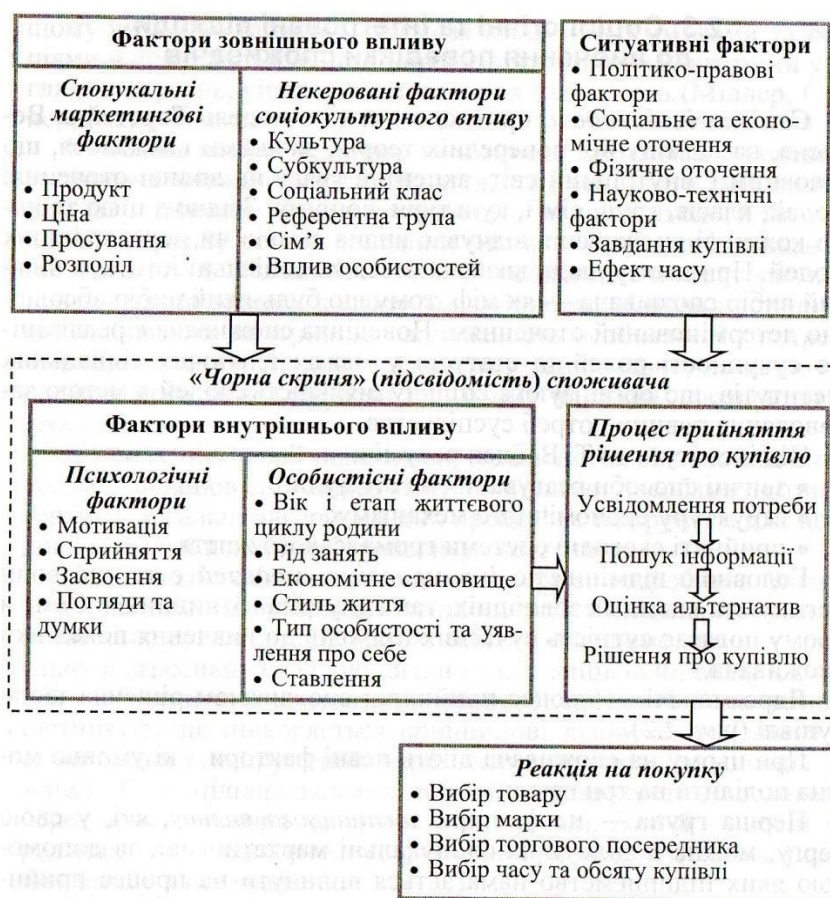 Фактори зовнішнього впливу
Спонукальні
маркетингові
фактори
• Продукт
• Ціна
• Просування
• Розподіл
Некеровані фактори
соціокультурного впливу
• Культура
• Субкультура
• Соціальний клас
• Референтна група
• Сім’я
• Вплив особистостей
Ситуативні фактори
• Політико-правові
фактори
• Соціальне та еконо-
мічне оточення
• Фізичне оточення
• Науково-технічні
фактори
• Завдання купівлі
• Ефект часу
«Чорна скриня» (підсвідомість) споживача
Фактори внутрішнього впливу
Психологічні
фактори
• Мотивація
• Сприйняття
• Засвоєння
• Погляди та
думки
Особистісні фактори
• Вік і етап життєвого
циклу родини
• Рід занять
• Економічне становище
• Стиль життя
• Тип особистості та уяв-
лення про себе
• Ставлення
Процес прийняття
рішення про купівлю
Усвідомлення потреби
Пошук інформації
Оцінка альтернатив
Рішення про купівлю
Реакція на покупку
• Вибір товару
• Вибір марки
• Вибір торгового посередника
• Вибір часу та обсягу купівлі